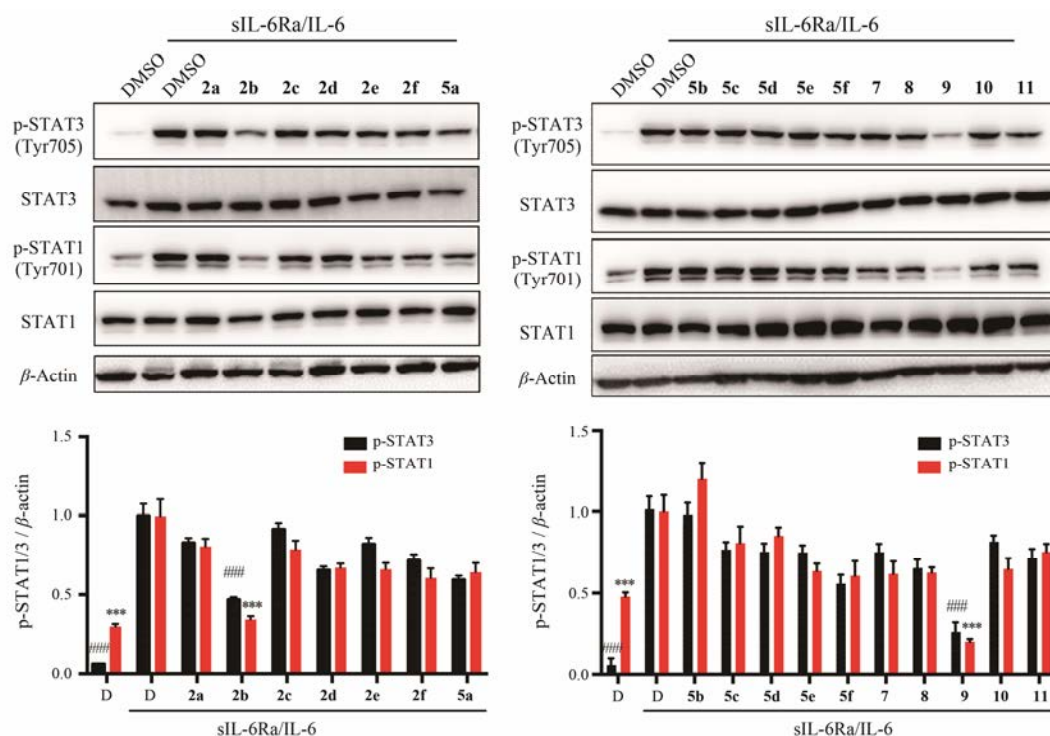 sIL-6Ra/IL-6
DMSO DMSO 2a 2b 2c 2d 2e 2f 5a
p-STAT3
(Tyr705)
STAT3
p-STAT1
(Tyr701)
STAT1
β-Actin
sIL-6Ra/IL-6
DMSO DMSO 5b 5c 5d 5e 5f 7 8 9 10 11
p-STAT3
(Tyr705)
STAT3
p-STAT1
(Tyr701)
STAT1
β-Actin
p-STAT1/3 / β-actin
1.5
1.0
0.5
0.0
p-STAT3
p-STAT1
###
***
###
***
D D 2a 2b 2c 2d 2e 2f 5a
sIL-6Ra/IL-6
p-STAT1/3 / β-actin
1.5
1.0
0.5
0.0
p-STAT3
p-STAT1
***
###
###
***
D D 5b 5c 5d 5e 5f 7 8 9 10 11
sIL-6Ra/IL-6